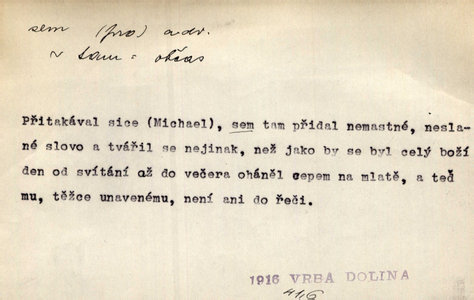 sem (pro) adv.
~ tam = občas
Přitakával sice (Michael), sem tam přidal nemastné, nesla-
né slovo a tvářil se nejinak, než jako by se byl celý boží
den od svítání až do večera oháněl cepem na mlatě, a teď
mu, těžce unavenému, není ani do řeči.
1916 VRBA DOLINA
41,6